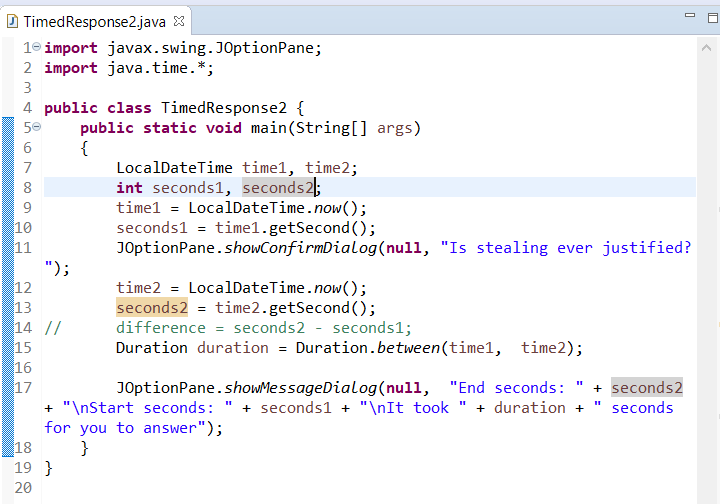 TimedResponse2.java
1 import javax.swing.JOptionPane;
2 import java.time.*;
3
4 public class TimedResponse2 {
5     public static void main(String[] args)
6     {
7         LocalDateTime time1, time2;
8         int seconds1, seconds2;
9         time1 = LocalDateTime.now();
10         seconds1 = time1.getSecond();
11         JOptionPane.showConfirmDialog(null, "Is stealing ever justified?
");
12         time2 = LocalDateTime.now();
13         seconds2 = time2.getSecond();
14 //      difference = seconds2 - seconds1;
15         Duration duration = Duration.between(time1,  time2);
16
17         JOptionPane.showMessageDialog(null,  "End seconds: " + seconds2
+ "\nStart seconds: " + seconds1 + "\nIt took " + duration + " seconds
for you to answer");
18     }
19 }
20